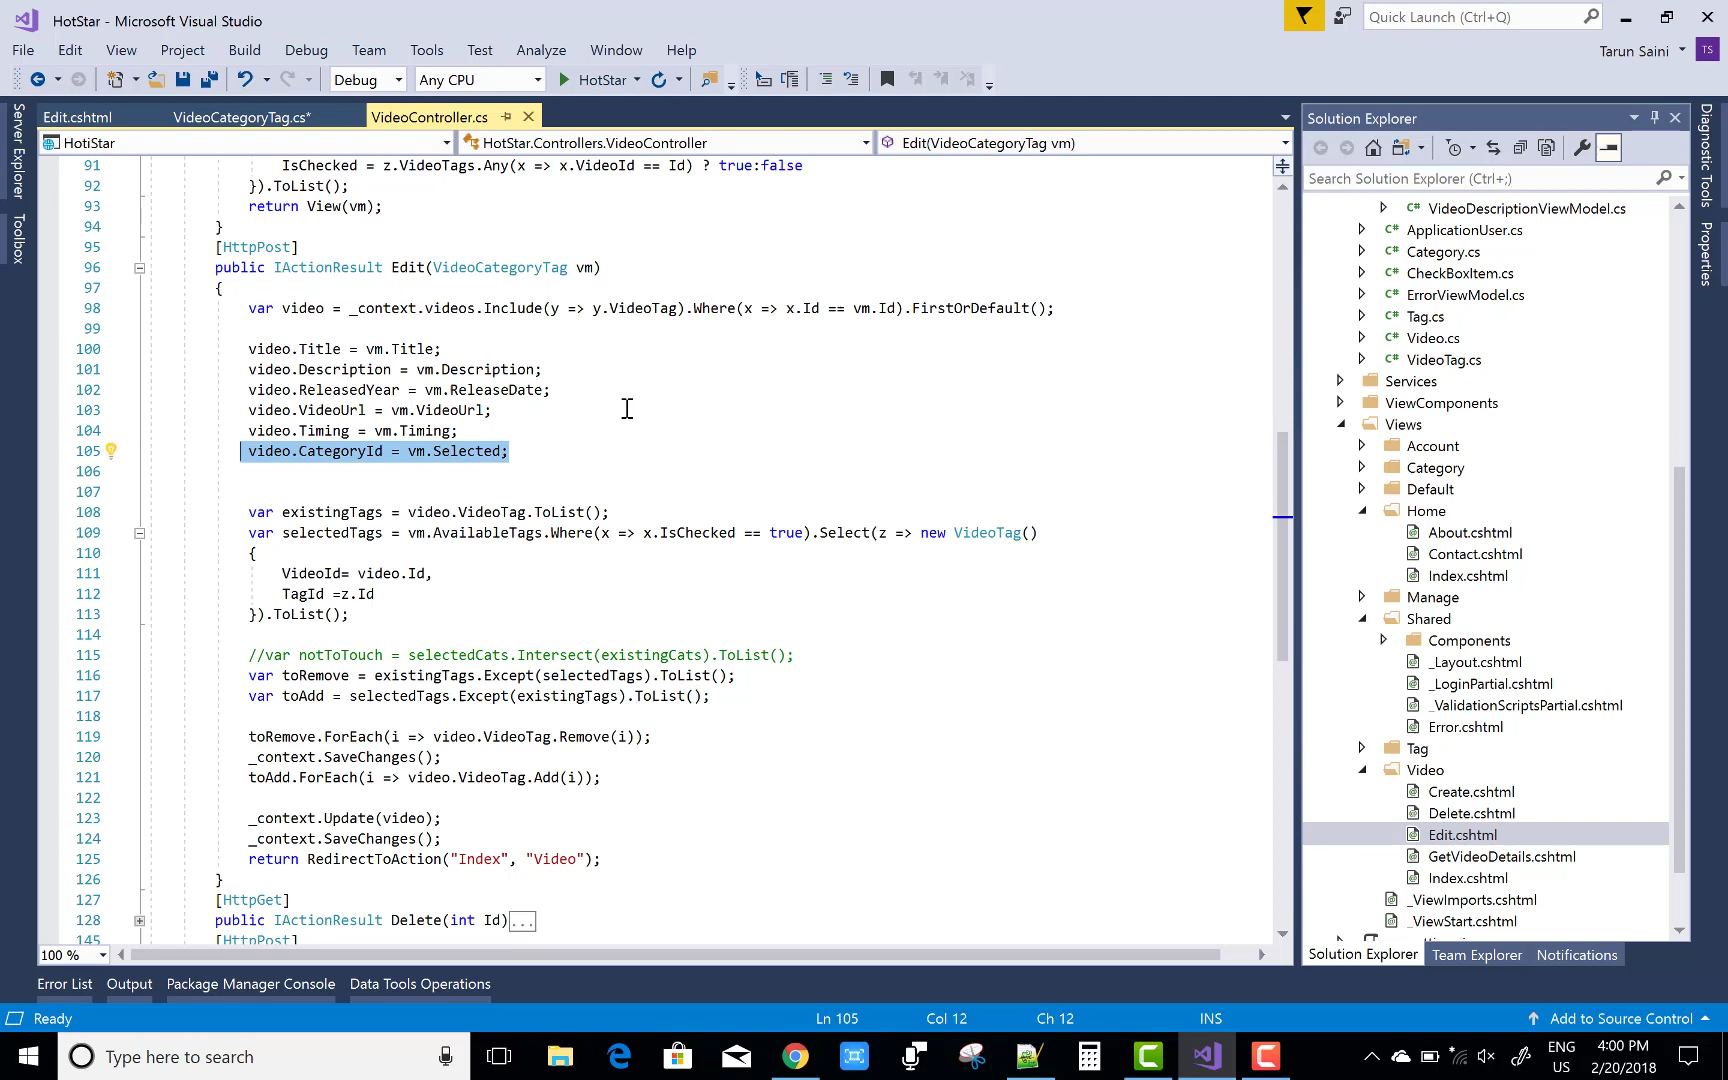 HotStar - Microsoft Visual Studio
Quick Launch (Ctrl+Q)
File Edit View Project Build Debug Team Tools Test Analyze Window Help
Tarun Saini TS
Debug Any CPU HotStar
Server Explorer
Toolbox
Edit.cshtml VideoCategoryTag.cs* VideoController.cs
HotiStar HotStar.Controllers.VideoController Edit(VideoCategoryTag vm)
91 IsChecked = z.VideoTags.Any(x => x.VideoId == Id) ? true:false
92 }).ToList();
93 return View(vm);
94 }
95 [HttpPost]
96 public IActionResult Edit(VideoCategoryTag vm)
97 {
98 var video = _context.videos.Include(y => y.VideoTag).Where(x => x.Id == vm.Id).FirstOrDefault();
99
100 video.Title = vm.Title;
101 video.Description = vm.Description;
102 video.ReleasedYear = vm.ReleaseDate;
103 video.VideoUrl = vm.VideoUrl;
104 video.Timing = vm.Timing;
105 video.CategoryId = vm.Selected;
106
107
108 var existingTags = video.VideoTag.ToList();
109 var selectedTags = vm.AvailableTags.Where(x => x.IsChecked == true).Select(z => new VideoTag()
110 {
111 VideoId= video.Id,
112 TagId =z.Id
113 }).ToList();
114
115 //var notToTouch = selectedCats.Intersect(existingCats).ToList();
116 var toRemove = existingTags.Except(selectedTags).ToList();
117 var toAdd = selectedTags.Except(existingTags).ToList();
118
119 toRemove.ForEach(i => video.VideoTag.Remove(i));
120 _context.SaveChanges();
121 toAdd.ForEach(i => video.VideoTag.Add(i));
122
123 _context.Update(video);
124 _context.SaveChanges();
125 return RedirectToAction("Index", "Video");
126 }
127 [HttpGet]
128 public IActionResult Delete(int Id)...
145 [HttpPost]
100 %
Solution Explorer
Search Solution Explorer (Ctrl+;)
C# VideoDescriptionViewModel.cs
C# ApplicationUser.cs
C# Category.cs
C# CheckBoxItem.cs
C# ErrorViewModel.cs
C# Tag.cs
C# Video.cs
C# VideoTag.cs
Services
ViewComponents
Views
Account
Category
Default
Home
About.cshtml
Contact.cshtml
Index.cshtml
Manage
Shared
Components
_Layout.cshtml
_LoginPartial.cshtml
_ValidationScriptsPartial.cshtml
Error.cshtml
Tag
Video
Create.cshtml
Delete.cshtml
Edit.cshtml
GetVideoDetails.cshtml
Index.cshtml
_ViewImports.cshtml
_ViewStart.cshtml
Solution Explorer Team Explorer Notifications
Diagnostic Tools
Properties
Error List Output Package Manager Console Data Tools Operations
Ready Ln 105 Col 12 Ch 12 INS Add to Source Control
Type here to search
ENG
US
4:00 PM
2/20/2018